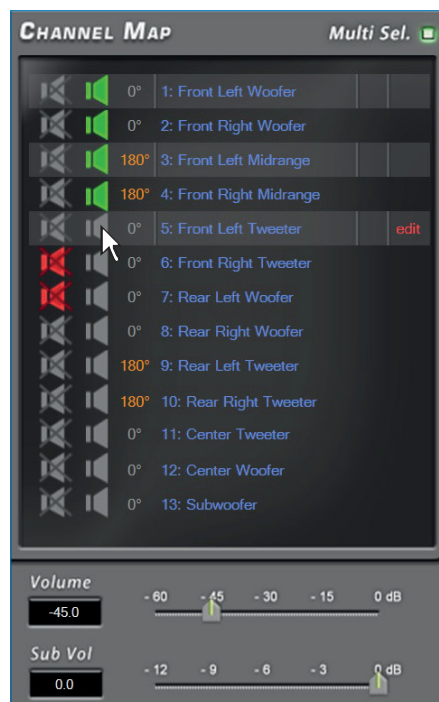 CHANNEL MAP Multi Sel.
0° 1: Front Left Woofer
0° 2: Front Right Woofer
180° 3: Front Left Midrange
180° 4: Front Right Midrange
0° 5: Front Left Tweeter edit
0° 6: Front Right Tweeter
0° 7: Rear Left Woofer
0° 8: Rear Right Woofer
180° 9: Rear Left Tweeter
180° 10: Rear Right Tweeter
0° 11: Center Tweeter
0° 12: Center Woofer
0° 13: Subwoofer
Volume
- 60 - 45 - 30 - 15 0 dB
-45.0
Sub Vol
- 12 - 9 - 6 - 3 0 dB
0.0